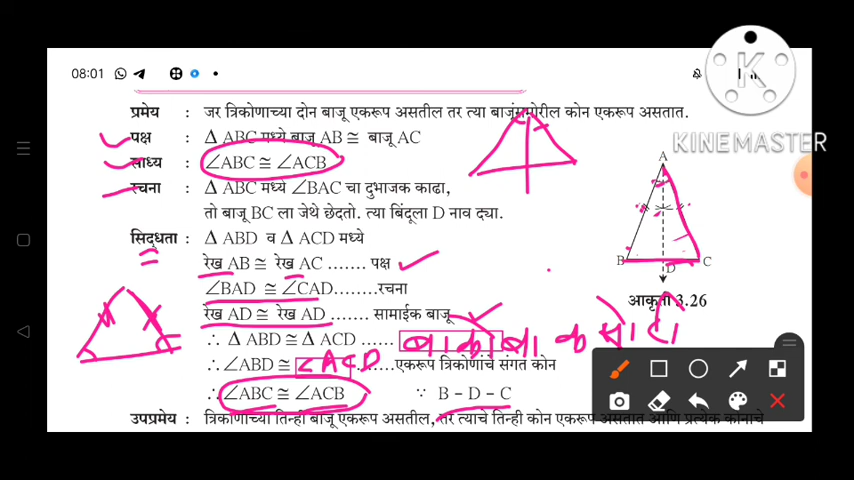 08:01
KINEMASTER
प्रमेय : जर त्रिकोणाच्या दोन बाजू एकरूप असतील तर त्या बाजूंसमोरील कोन एकरूप असतात.
पक्ष : Δ ABC मध्ये बाजू AB ≅ बाजू AC
साध्य : ∠ABC ≅ ∠ACB
रचना : Δ ABC मध्ये ∠BAC चा दुभाजक काढा,
तो बाजू BC ला जेथे छेदतो. त्या बिंदूला D नाव द्या.
सिद्धता : Δ ABD व Δ ACD मध्ये
रेख AB ≅ रेख AC ....... पक्ष
∠BAD ≅ ∠CAD........रचना
रेख AD ≅ रेख AD ....... सामाईक बाजू
∴ Δ ABD ≅ Δ ACD ...... बा को बा
∴ ∠ABD ≅ ∠ACD ........एकरूप त्रिकोणांचे संगत कोन
∴ ∠ABC ≅ ∠ACB ∵ B - D - C
उपप्रमेय : त्रिकोणाच्या तिन्ही बाजू एकरूप असतील, तर त्याचे तिन्ही कोन एकरूप असतात आणि प्रत्येक कोनाचे
A
B D C
आकृती 3.26